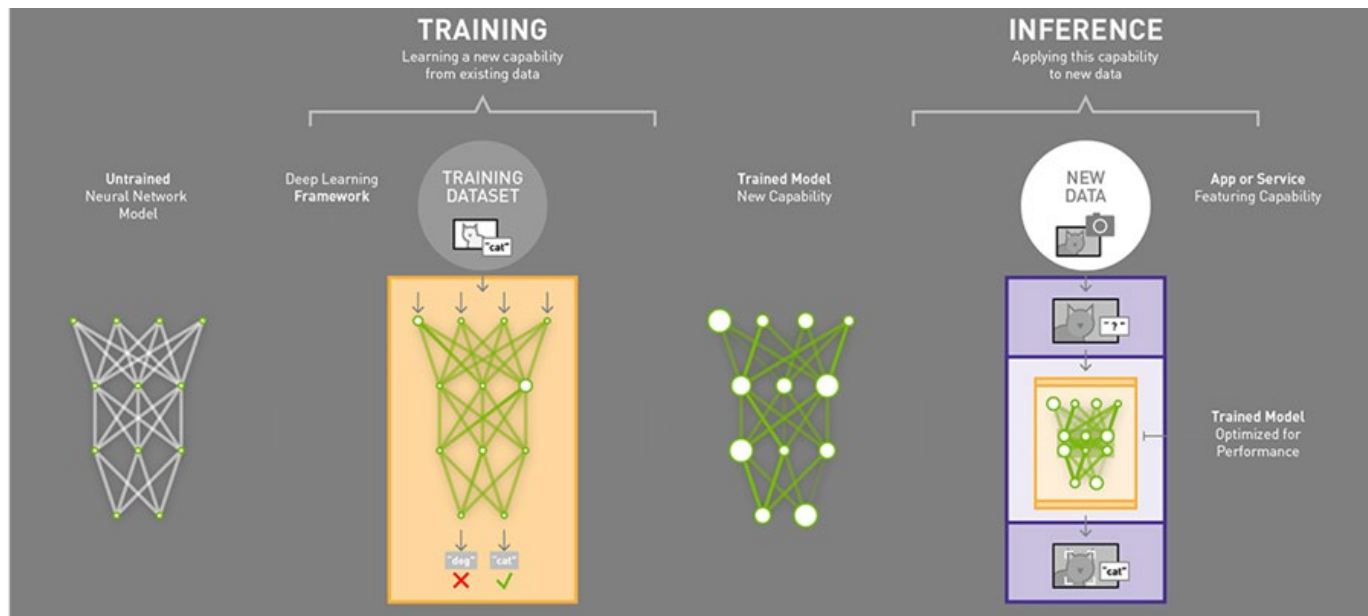 TRAINING
Learning a new capability
from existing data
INFERENCE
Applying this capability
to new data
Untrained
Neural Network
Model
Deep Learning
Framework
TRAINING
DATASET
"cat"
Trained Model
New Capability
NEW
DATA
App or Service
Featuring Capability
"?"
Trained Model
Optimized for
Performance
"deg"
"cat"
"cat"